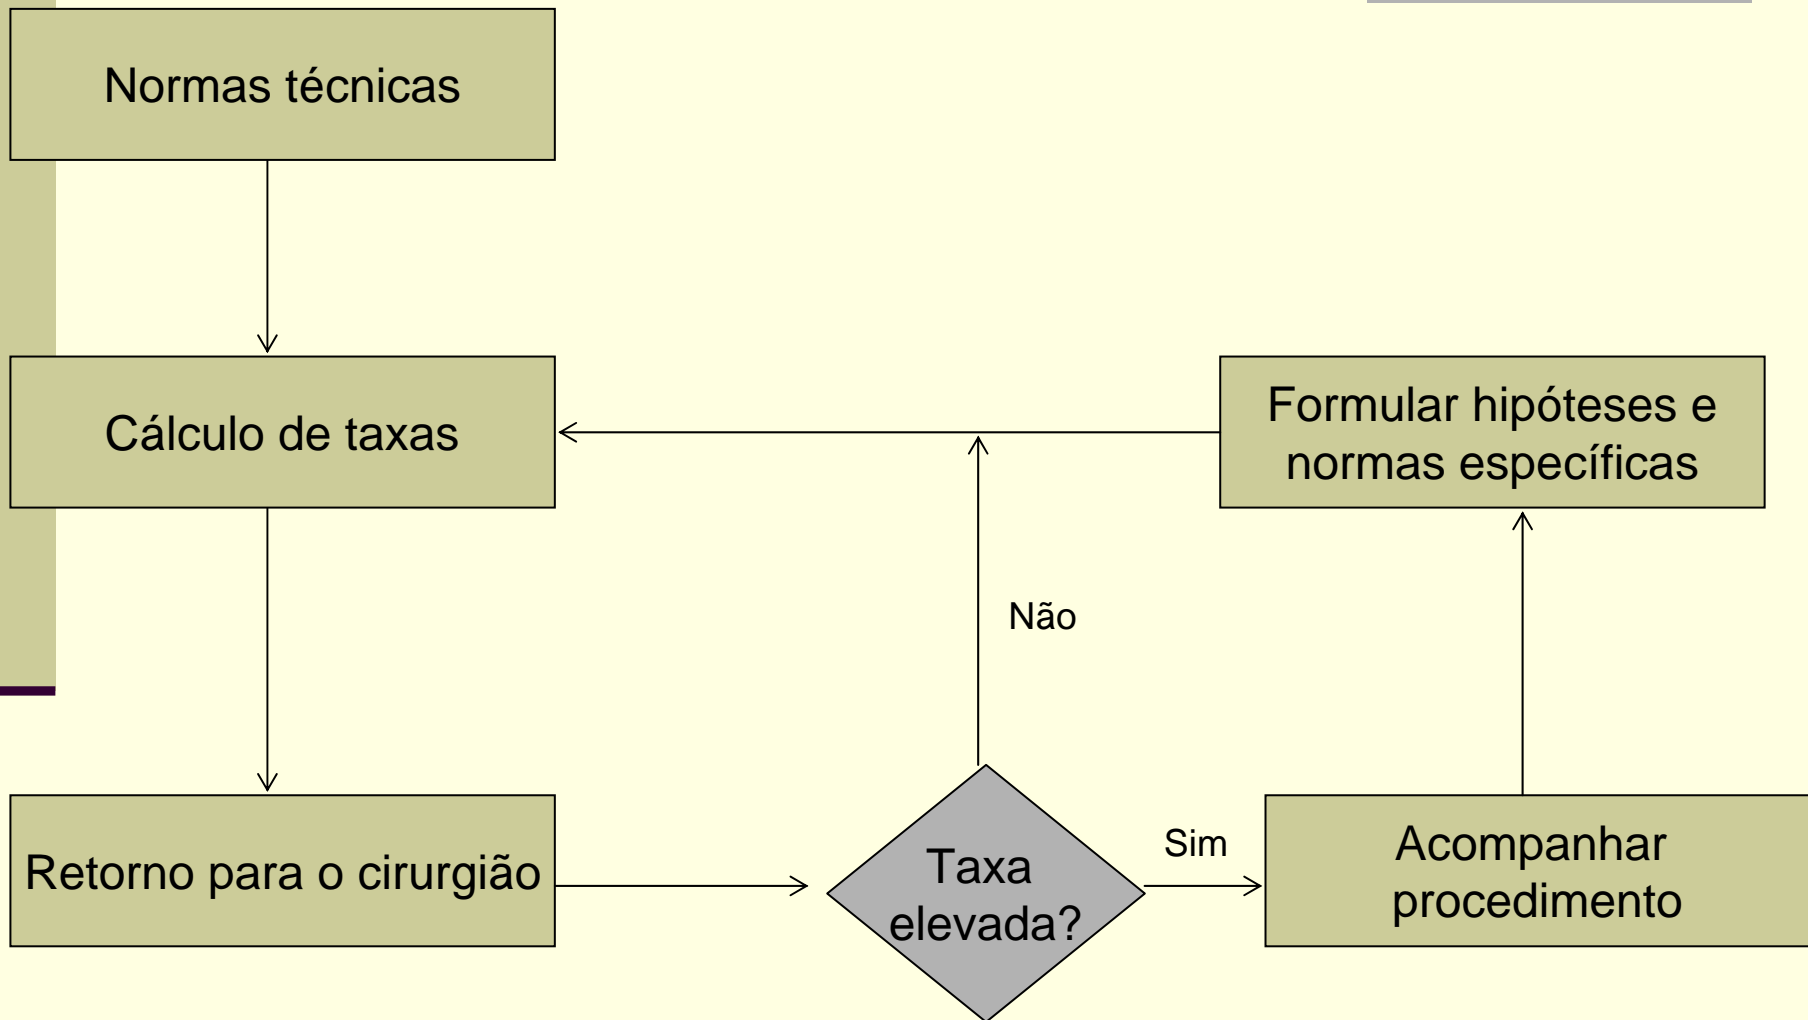 Normas técnicas
Cálculo de taxas
Formular hipóteses e
normas específicas
Não
Retorno para o cirurgião
Taxa
elevada?
Sim
Acompanhar
procedimento